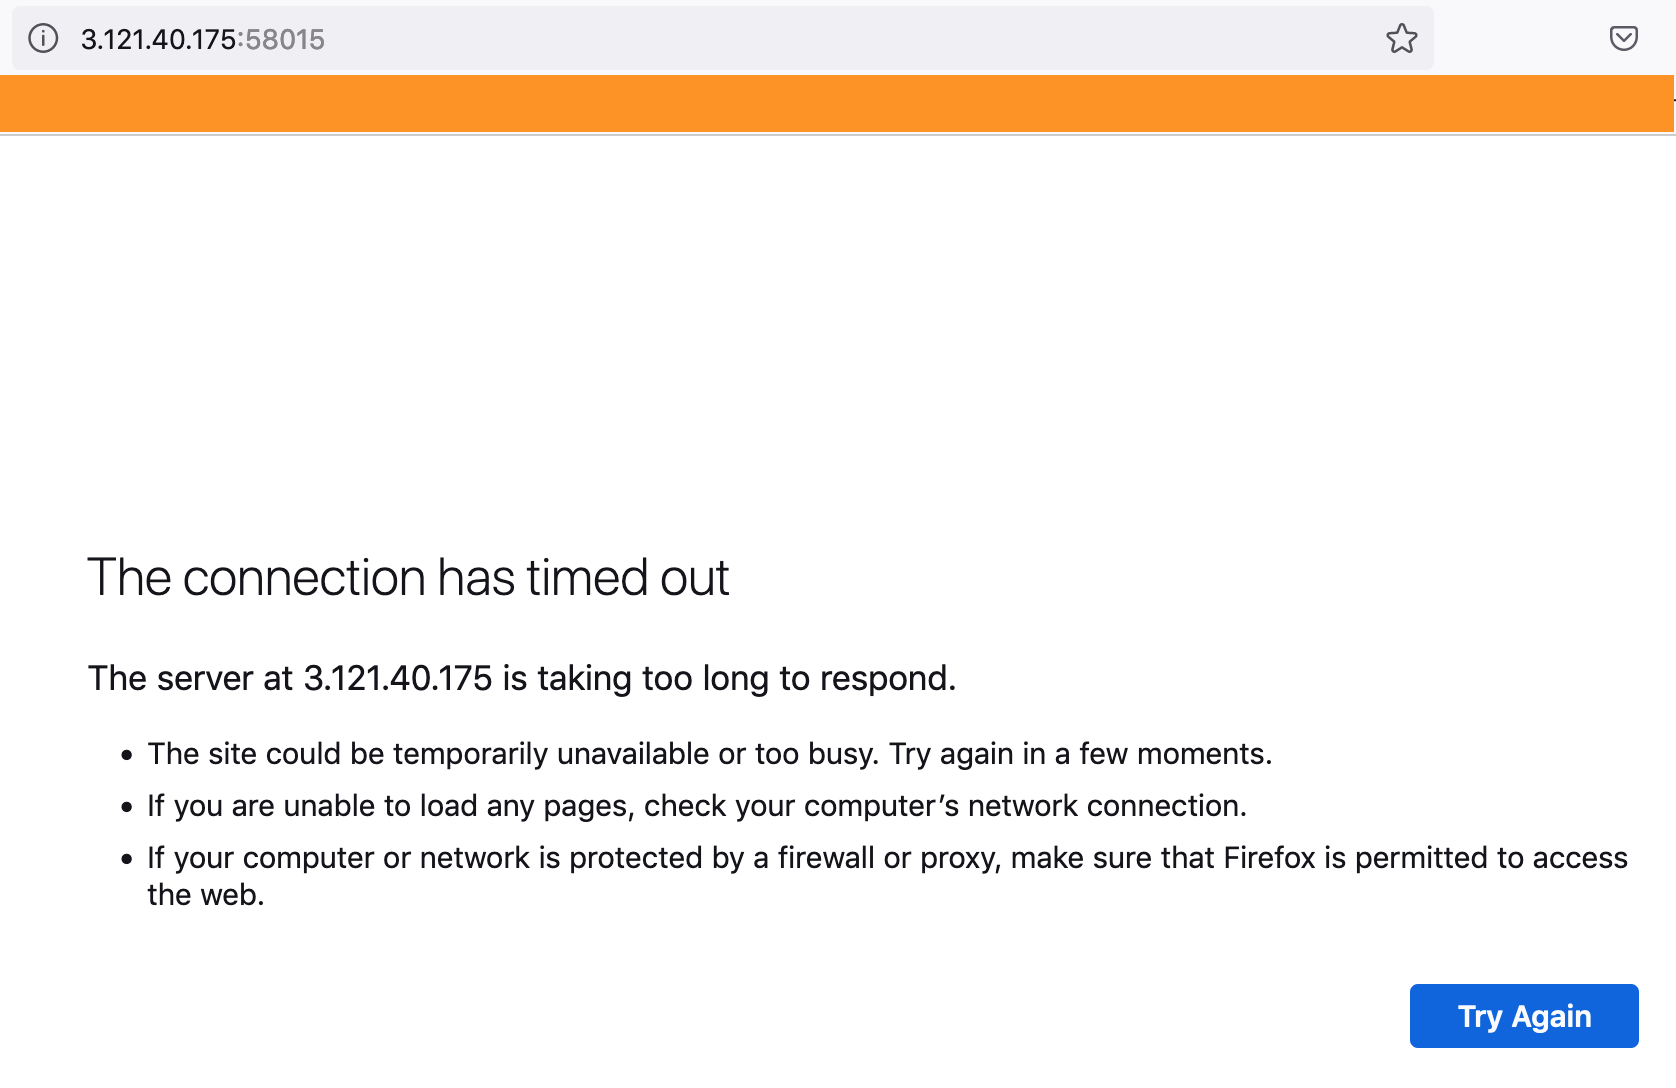 3.121.40.175:58015
The connection has timed out
The server at 3.121.40.175 is taking too long to respond.
• The site could be temporarily unavailable or too busy. Try again in a few moments.
• If you are unable to load any pages, check your computer’s network connection.
• If your computer or network is protected by a firewall or proxy, make sure that Firefox is permitted to access
the web.
Try Again